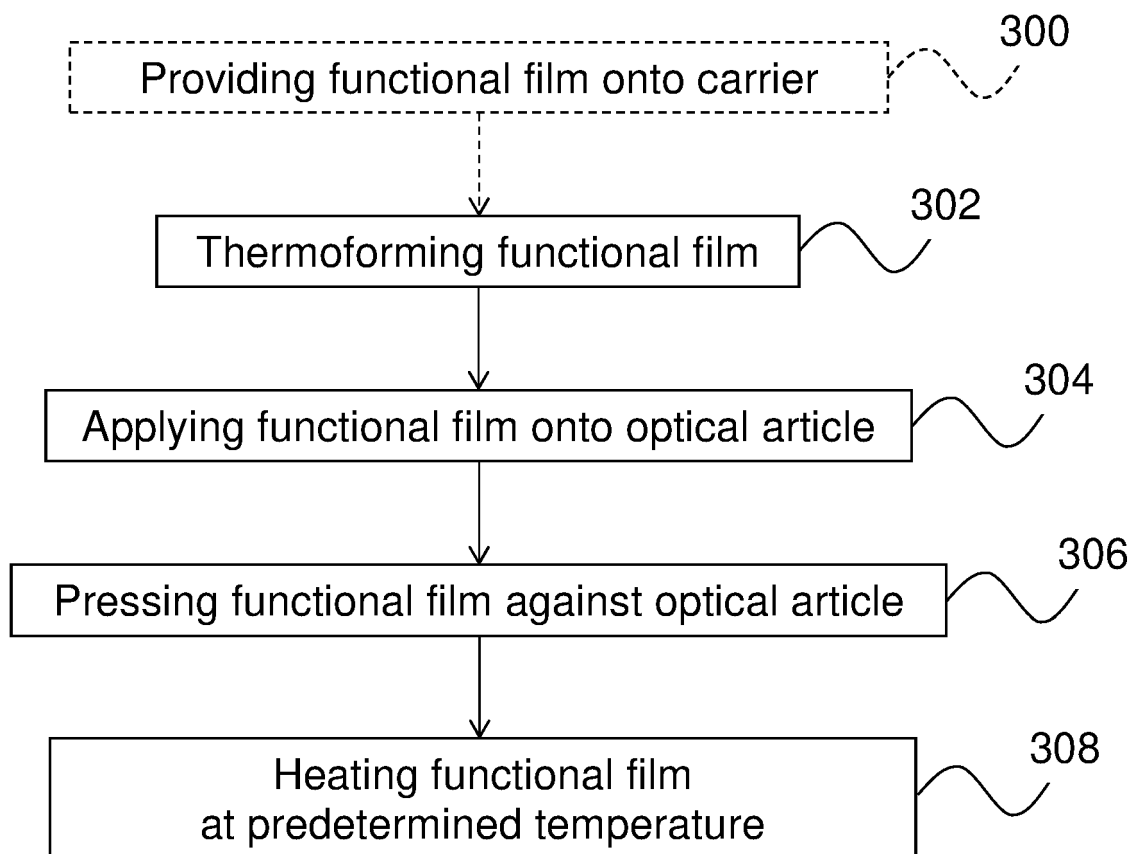 300
Providing functional film onto carrier
302
Thermoforming functional film
304
Applying functional film onto optical article
306
Pressing functional film against optical article
308
Heating functional film
at predetermined temperature